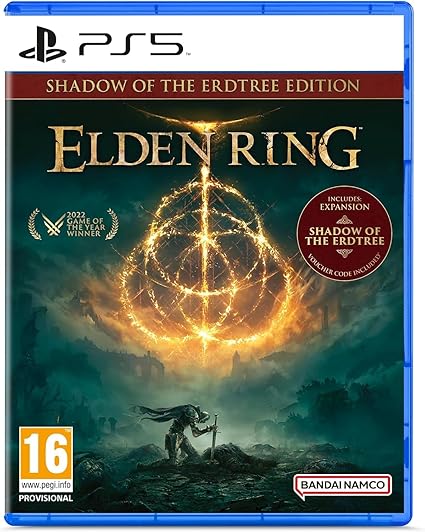 PS5
SHADOW OF THE ERDTREE EDITION
ELDEN RING
2022
GAME OF
THE YEAR
WINNER
INCLUDES:
EXPANSION
SHADOW OF
THE ERDTREE
VOUCHER CODE INCLUDED*
16
www.pegi.info
PROVISIONAL
BANDAI NAMCO